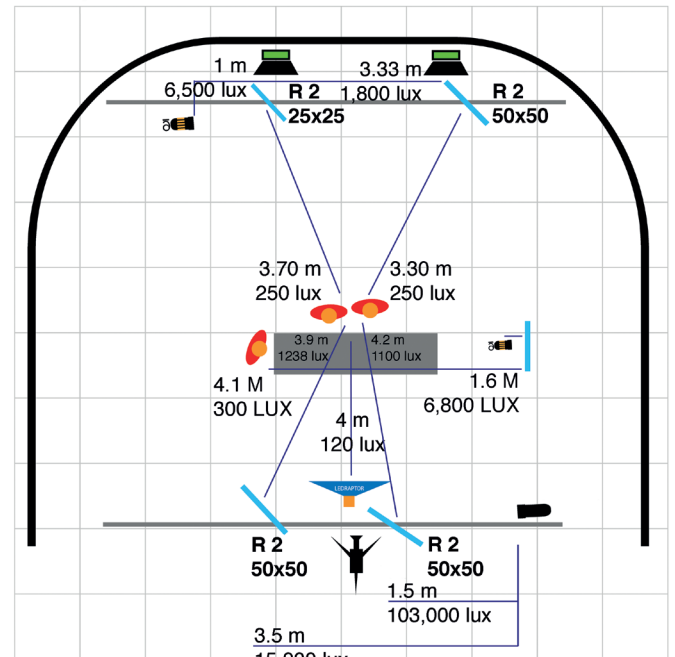 1 m
6,500 lux
R 2
25x25
3.33 m
1,800 lux
R 2
50x50
3.70 m
250 lux
3.30 m
250 lux
3.9 m
1238 lux
4.2 m
1100 lux
4.1 M
300 LUX
1.6 M
6,800 LUX
4 m
120 lux
LEDRAPTOR
R 2
50x50
R 2
50x50
1.5 m
103,000 lux
3.5 m
lux